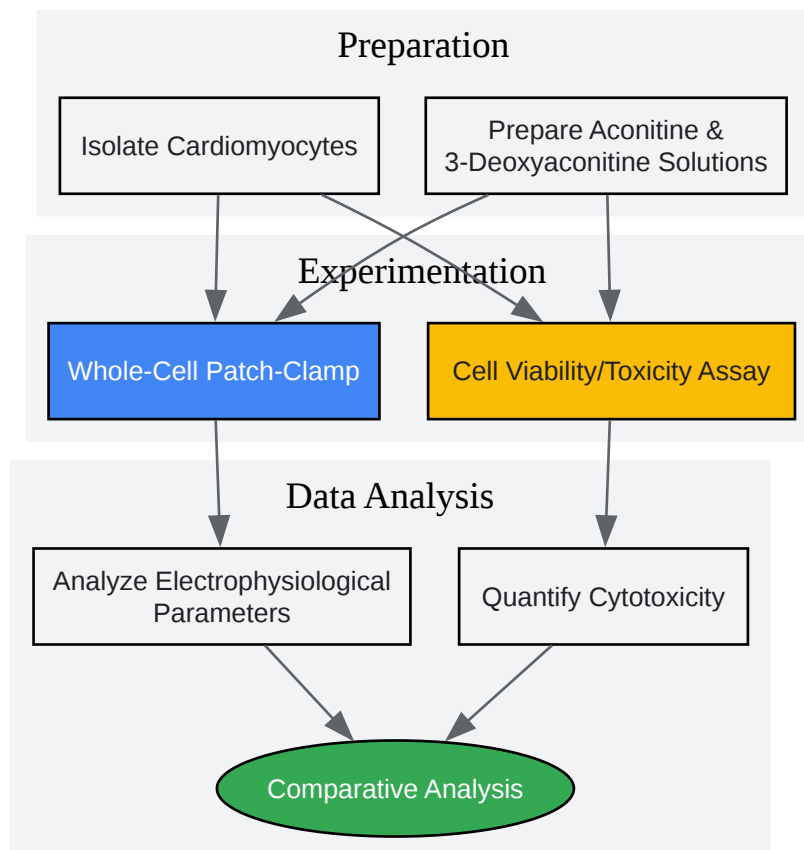 Preparation
Isolate Cardiomyocytes
Prepare Aconitine &
3-Deoxyaconitine Solutions
Experimentation
Whole-Cell Patch-Clamp
Cell Viability/Toxicity Assay
Data Analysis
Analyze Electrophysiological
Parameters
Quantify Cytotoxicity
Comparative Analysis